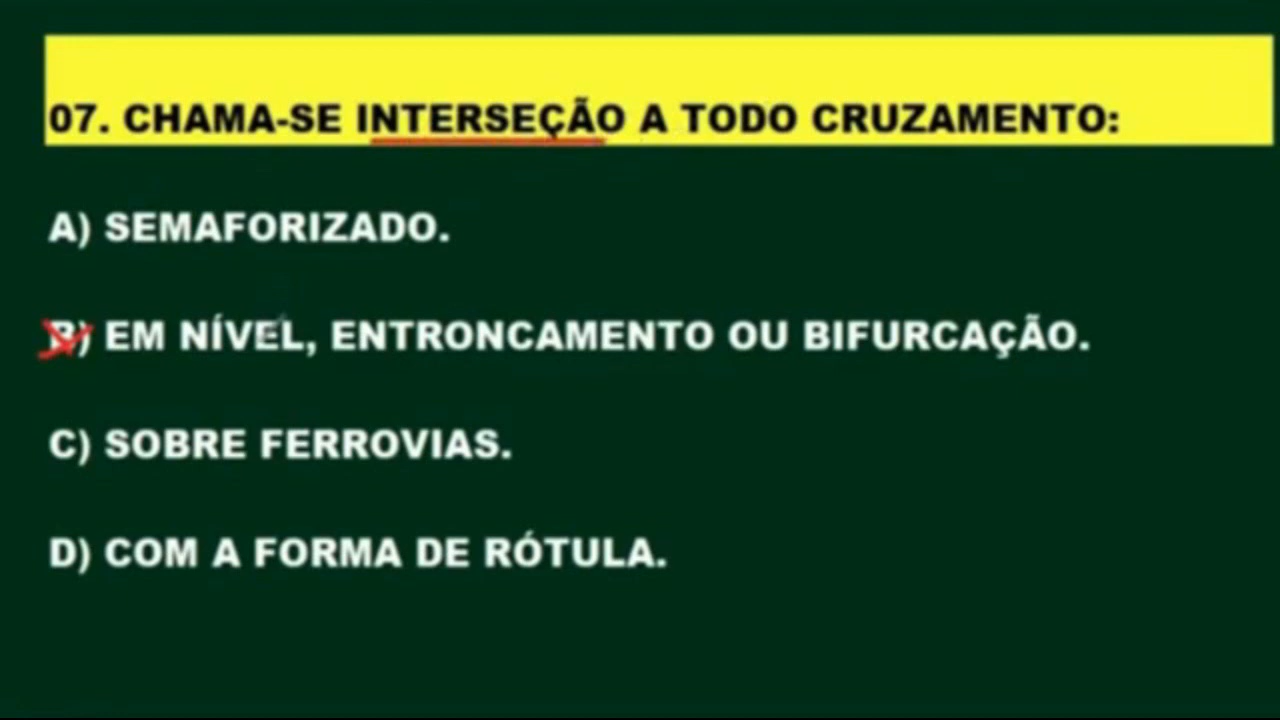 07. CHAMA-SE INTERSEÇÃO A TODO CRUZAMENTO:
A) SEMAFORIZADO.
B) EM NÍVEL, ENTRONCAMENTO OU BIFURCAÇÃO.
C) SOBRE FERROVIAS.
D) COM A FORMA DE RÓTULA.